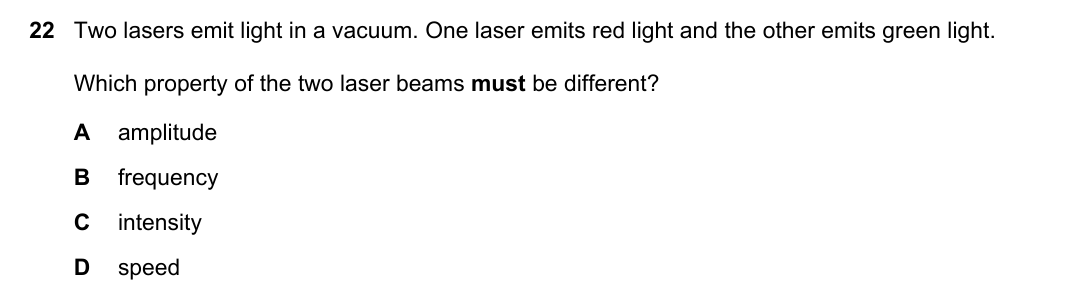 22 Two lasers emit light in a vacuum. One laser emits red light and the other emits green light.
Which property of the two laser beams must be different?
A amplitude
B frequency
C intensity
D speed